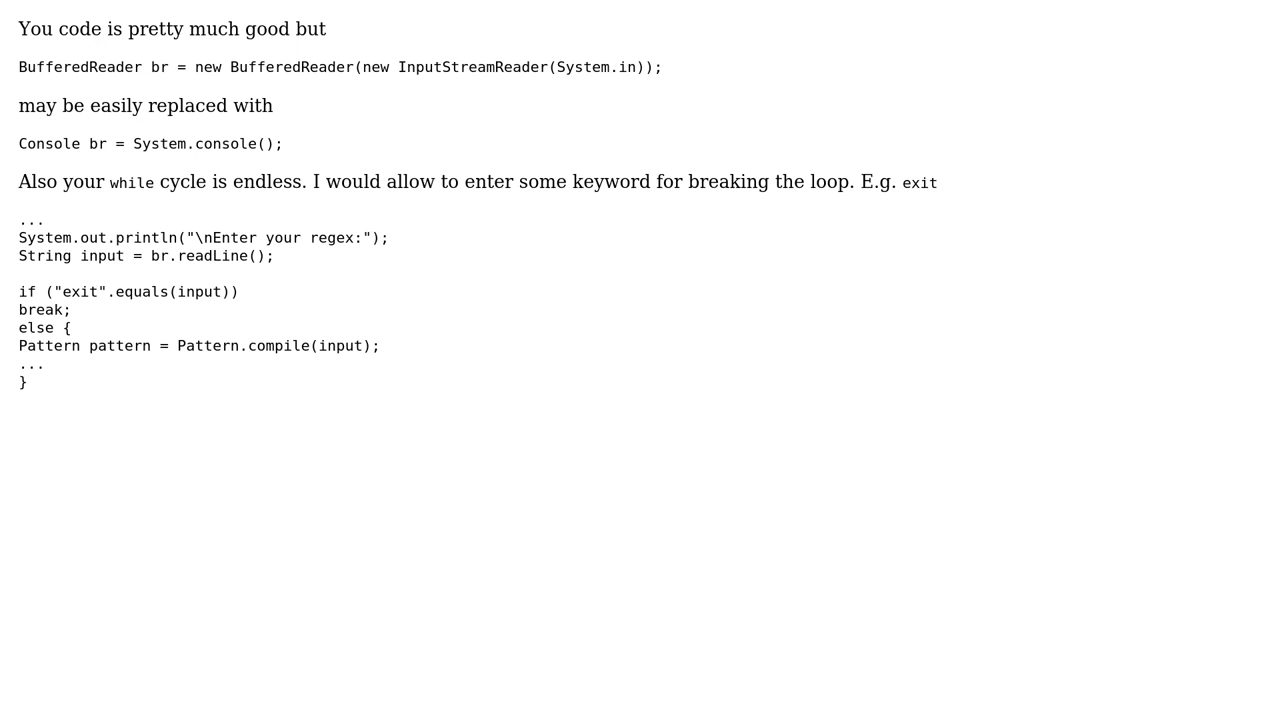 You code is pretty much good but
BufferedReader br = new BufferedReader(new InputStreamReader(System.in));
may be easily replaced with
Console br = System.console();
Also your while cycle is endless. I would allow to enter some keyword for breaking the loop. E.g. exit
...
System.out.println("\nEnter your regex:");
String input = br.readLine();
if ("exit".equals(input))
break;
else {
Pattern pattern = Pattern.compile(input);
...
}